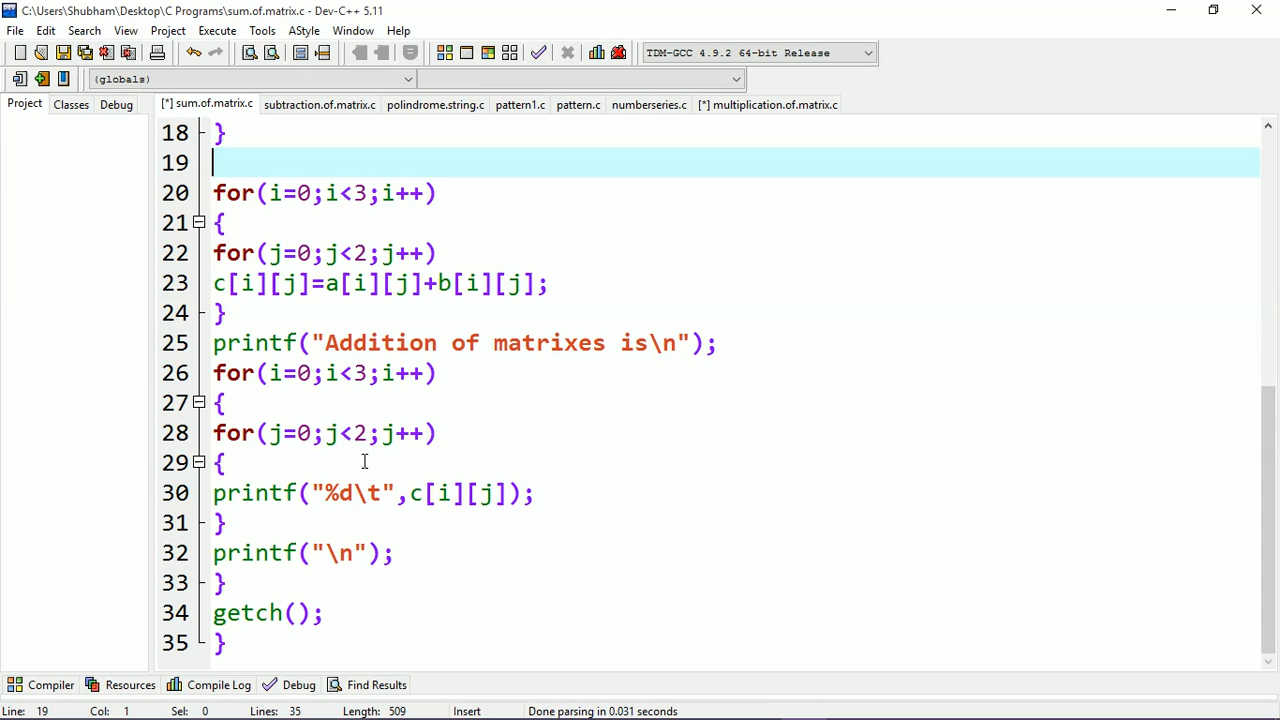 C:\Users\Shubham\Desktop\C Programs\sum.of.matrix.c - Dev-C++ 5.11
File Edit Search View Project Execute Tools AStyle Window Help
TDM-GCC 4.9.2 64-bit Release
(globals)
Project Classes Debug [*] sum.of.matrix.c subtraction.of.matrix.c polindrome.string.c pattern1.c pattern.c numberseries.c [*] multiplication.of.matrix.c
18 }
19
20 for(i=0;i<3;i++)
21 {
22 for(j=0;j<2;j++)
23 c[i][j]=a[i][j]+b[i][j];
24 }
25 printf("Addition of matrixes is\n");
26 for(i=0;i<3;i++)
27 {
28 for(j=0;j<2;j++)
29 {
30 printf("%d\t",c[i][j]);
31 }
32 printf("\n");
33 }
34 getch();
35 }
Compiler Resources Compile Log Debug Find Results
Line: 19 Col: 1 Sel: 0 Lines: 35 Length: 509 Insert Done parsing in 0.031 seconds